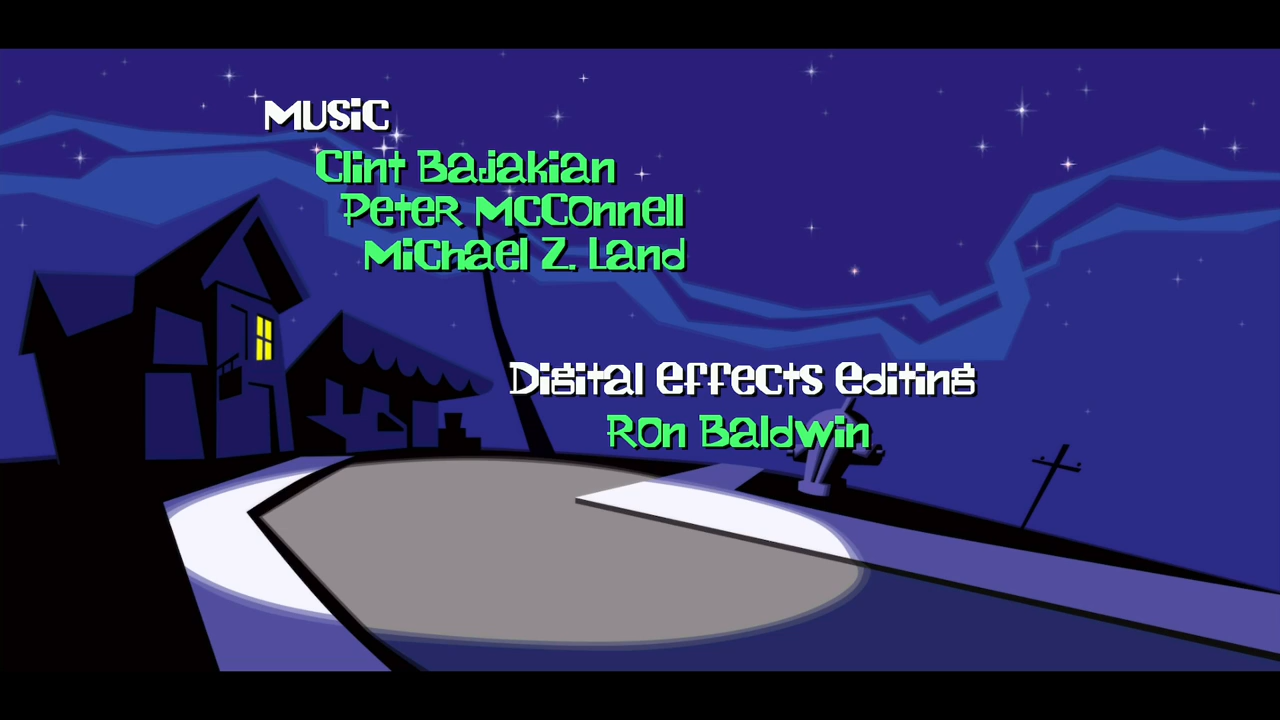 Music
Clint Bajakian
Peter McConnell
Michael Z. Land
Digital Effects Editing
Ron Baldwin